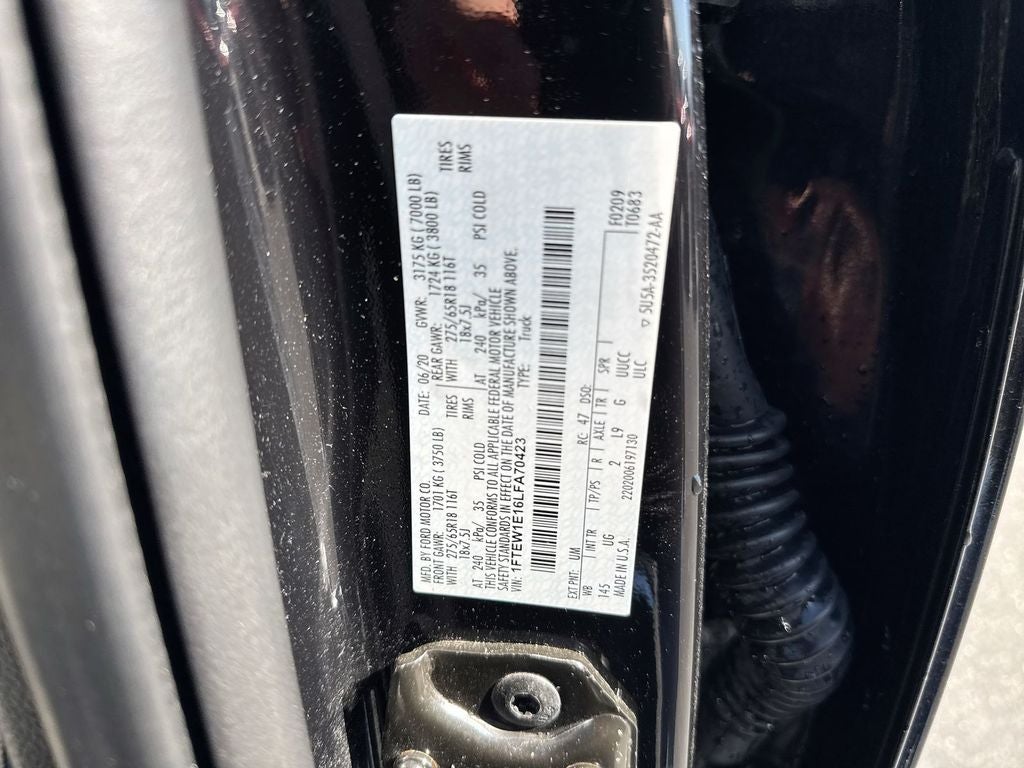 MFD. BY FORD MOTOR CO. DATE: 06/20 GVWR: 3175 KG ( 7000 LB)
FRONT GAWR: 1701 KG ( 3750 LB) REAR GAWR: 1724 KG ( 3800 LB)
WITH 275/65R18 116T TIRES WITH 275/65R18 116T TIRES
18x7.5J RIMS 18x7.5J RIMS
AT 240 kPa/ 35 PSI COLD AT 240 kPa/ 35 PSI COLD
THIS VEHICLE CONFORMS TO ALL APPLICABLE FEDERAL MOTOR VEHICLE
SAFETY STANDARDS IN EFFECT ON THE DATE OF MANUFACTURE SHOWN ABOVE.
VIN: 1FTEW1E16LFA70423 TYPE: Truck
EXT PNT: UM RC: 47 DSO: F0209
WB INTTR TP/PS R AXLE TR SPR T0683
145 UG 2 L9 G UUCC
MADE IN U.S.A. 2202006197130 ULC
5U5A-3S20472-AA